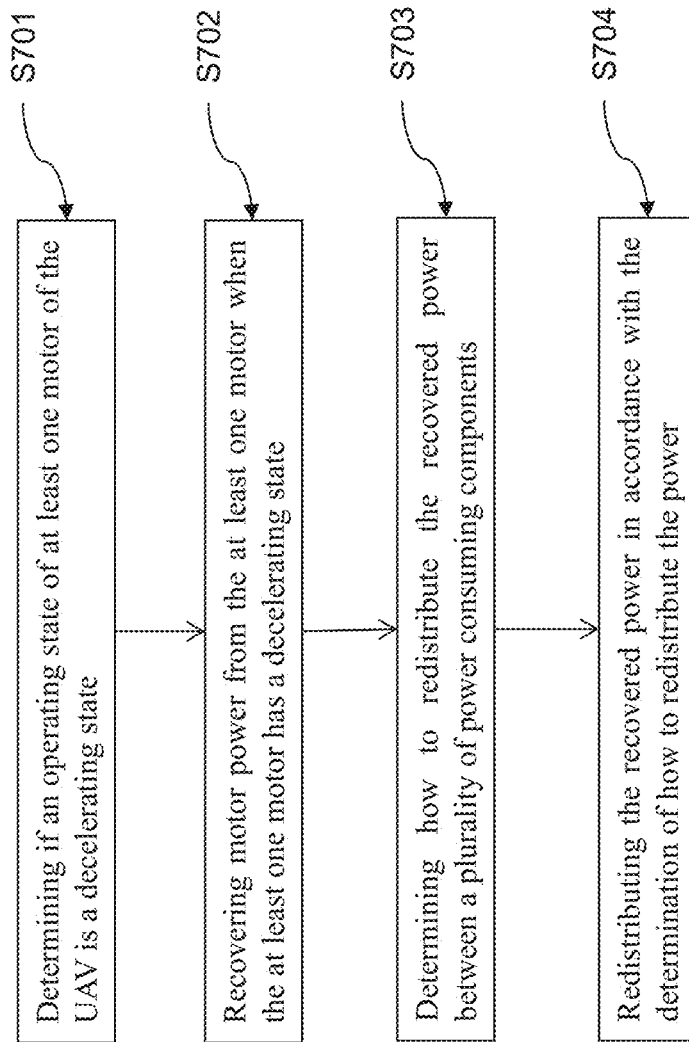 S701
Determining if an operating state of at least one motor of the
UAV is a decelerating state
S702
Recovering motor power from the at least one motor when
the at least one motor has a decelerating state
S703
Determining how to redistribute the recovered power
between a plurality of power consuming components
S704
Redistributing the recovered power in accordance with the
determination of how to redistribute the power